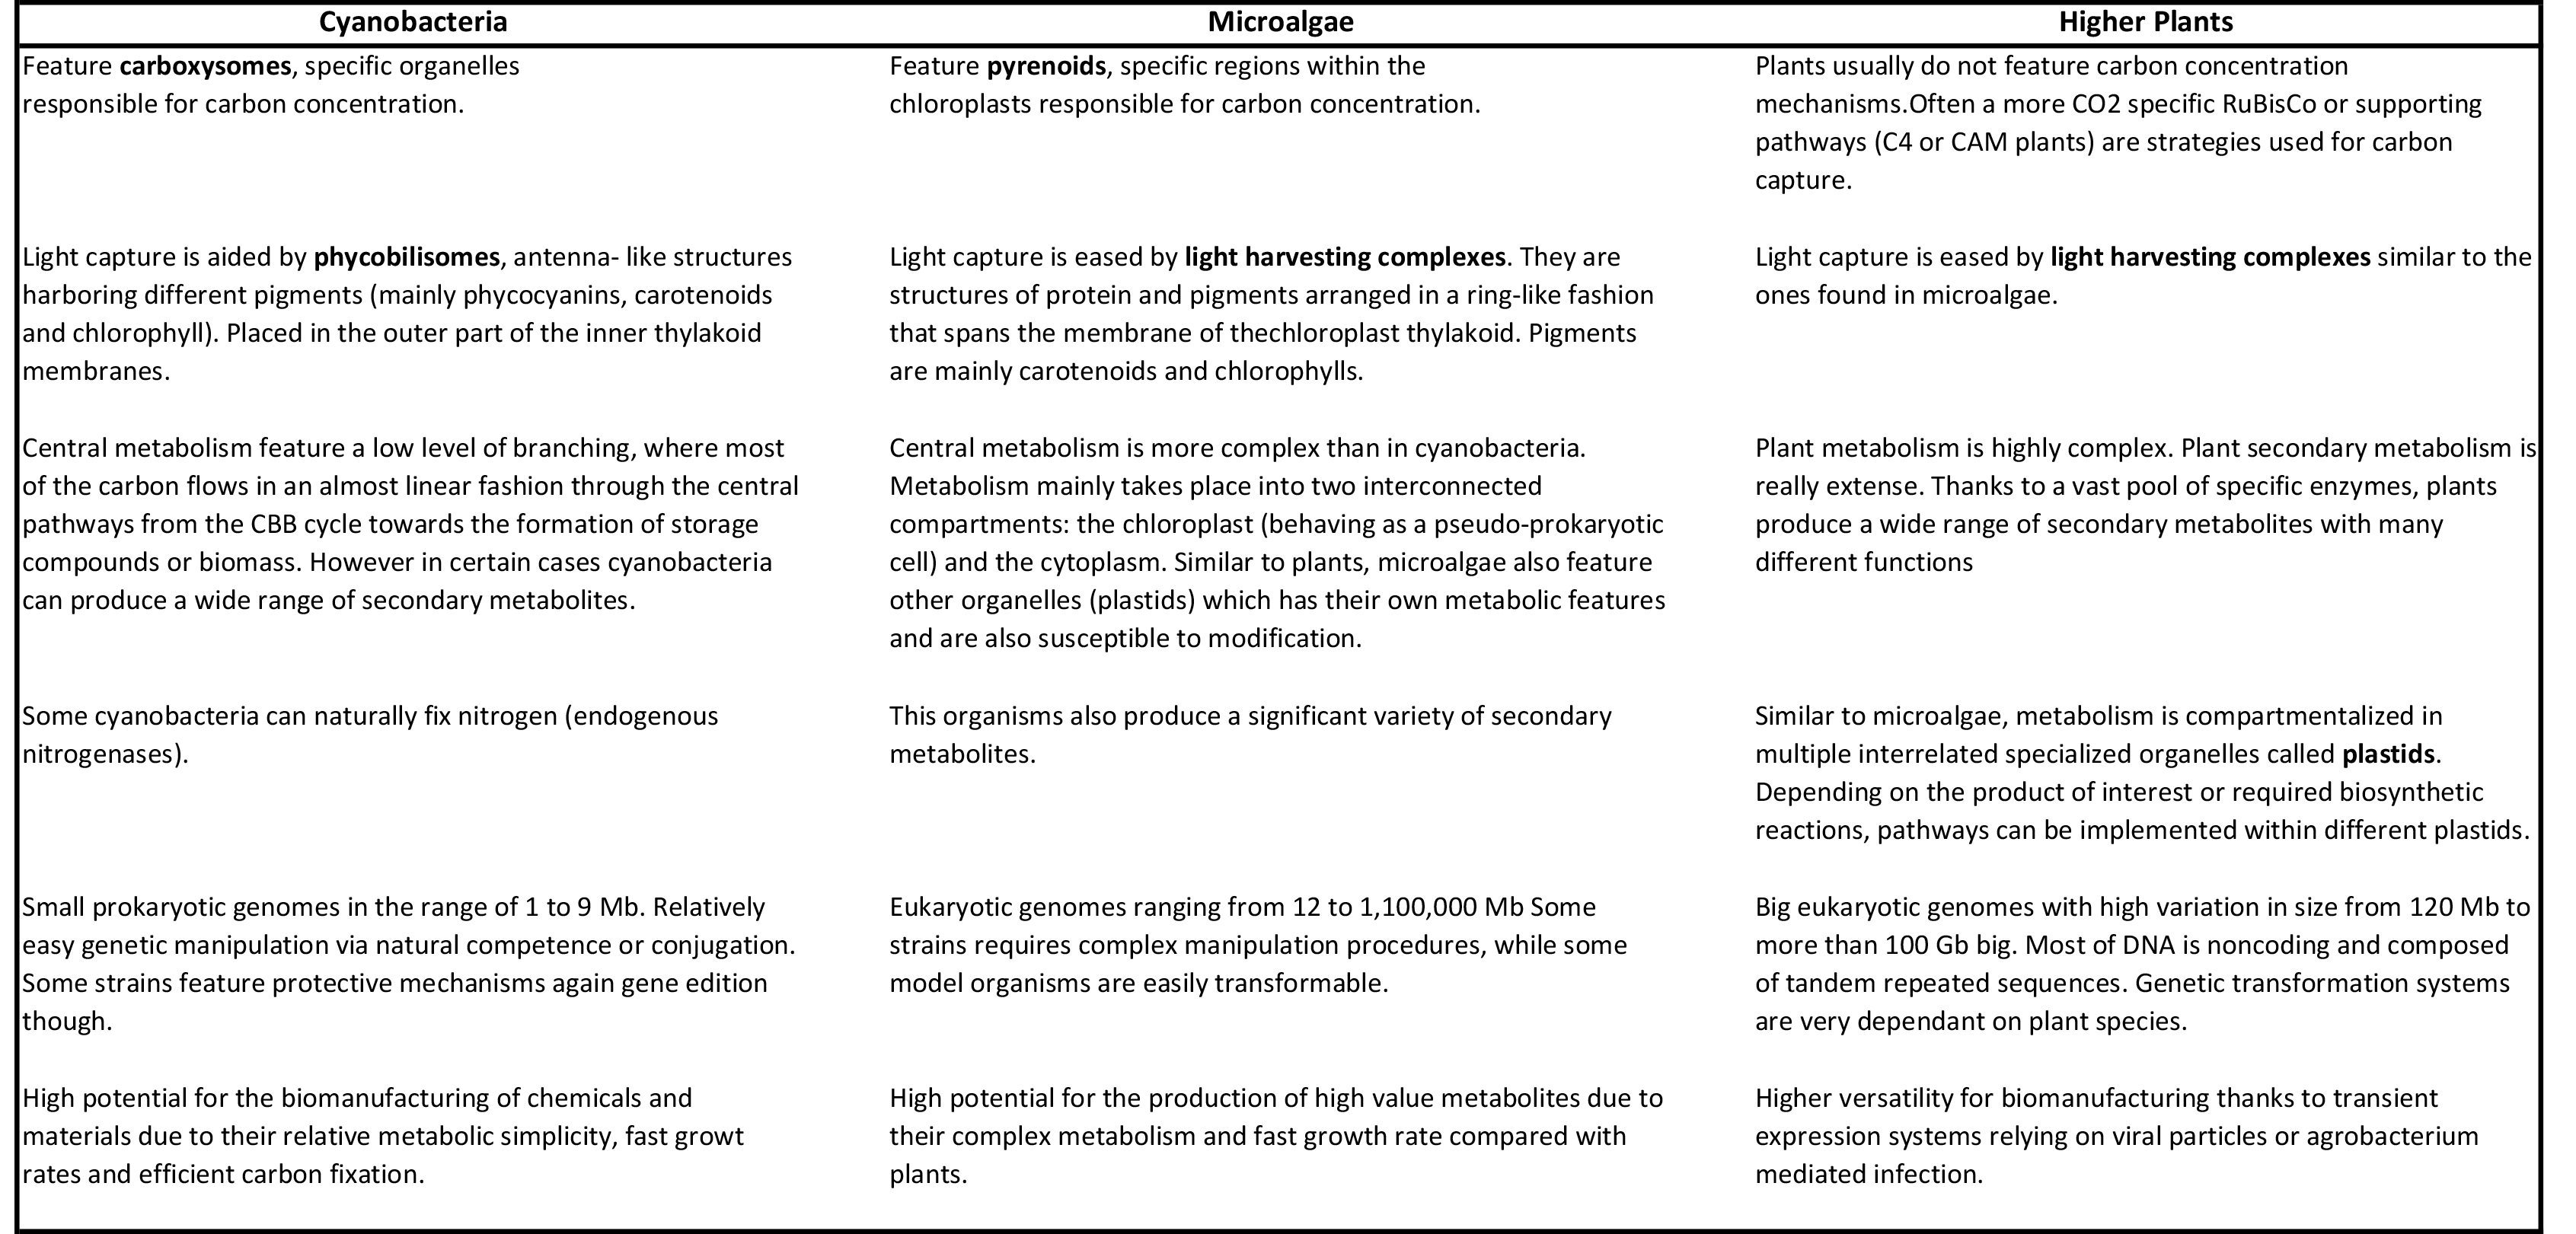 Cyanobacteria
Microalgae
Higher Plants
Feature carboxysomes, specific organelles
responsible for carbon concentration.
Feature pyrenoids, specific regions within the
chloroplasts responsible for carbon concentration.
Plants usually do not feature carbon concentration
mechanisms.Often a more CO2 specific RuBisCo or supporting
pathways (C4 or CAM plants) are strategies used for carbon
capture.
Light capture is aided by phycobilisomes, antenna- like structures
harboring different pigments (mainly phycocyanins, carotenoids
and chlorophyll). Placed in the outer part of the inner thylakoid
membranes.
Light capture is eased by light harvesting complexes. They are
structures of protein and pigments arranged in a ring-like fashion
that spans the membrane of thechloroplast thylakoid. Pigments
are mainly carotenoids and chlorophylls.
Light capture is eased by light harvesting complexes similar to the
ones found in microalgae.
Central metabolism feature a low level of branching, where most
of the carbon flows in an almost linear fashion through the central
pathways from the CBB cycle towards the formation of storage
compounds or biomass. However in certain cases cyanobacteria
can produce a wide range of secondary metabolites.
Central metabolism is more complex than in cyanobacteria.
Metabolism mainly takes place into two interconnected
compartments: the chloroplast (behaving as a pseudo-prokaryotic
cell) and the cytoplasm. Similar to plants, microalgae also feature
other organelles (plastids) which has their own metabolic features
and are also susceptible to modification.
Plant metabolism is highly complex. Plant secondary metabolism is
really extense. Thanks to a vast pool of specific enzymes, plants
produce a wide range of secondary metabolites with many
different functions
Some cyanobacteria can naturally fix nitrogen (endogenous
nitrogenases).
This organisms also produce a significant variety of secondary
metabolites.
Similar to microalgae, metabolism is compartmentalized in
multiple interrelated specialized organelles called plastids.
Depending on the product of interest or required biosynthetic
reactions, pathways can be implemented within different plastids.
Small prokaryotic genomes in the range of 1 to 9 Mb. Relatively
easy genetic manipulation via natural competence or conjugation.
Some strains feature protective mechanisms again gene edition
though.
Eukaryotic genomes ranging from 12 to 1,100,000 Mb Some
strains requires complex manipulation procedures, while some
model organisms are easily transformable.
Big eukaryotic genomes with high variation in size from 120 Mb to
more than 100 Gb big. Most of DNA is noncoding and composed
of tandem repeated sequences. Genetic transformation systems
are very dependant on plant species.
High potential for the biomanufacturing of chemicals and
materials due to their relative metabolic simplicity, fast growt
rates and efficient carbon fixation.
High potential for the production of high value metabolites due to
their complex metabolism and fast growth rate compared with
plants.
Higher versatility for biomanufacturing thanks to transient
expression systems relying on viral particles or agrobacterium
mediated infection.